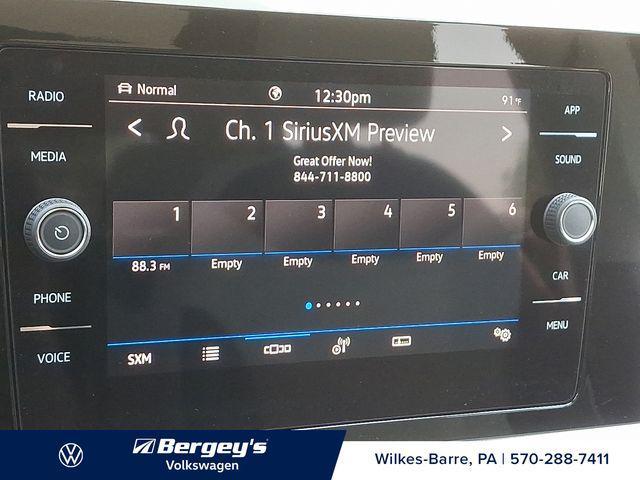 RADIO
MEDIA
PHONE
VOICE
Normal 12:30pm 91°F
< Ch. 1 SiriusXM Preview >
Great Offer Now!
844-711-8800
1 2 3 4 5 6
88.3 FM Empty Empty Empty Empty Empty
SXM
APP
SOUND
CAR
MENU
Bergey's
Volkswagen
Wilkes-Barre, PA | 570-288-7411